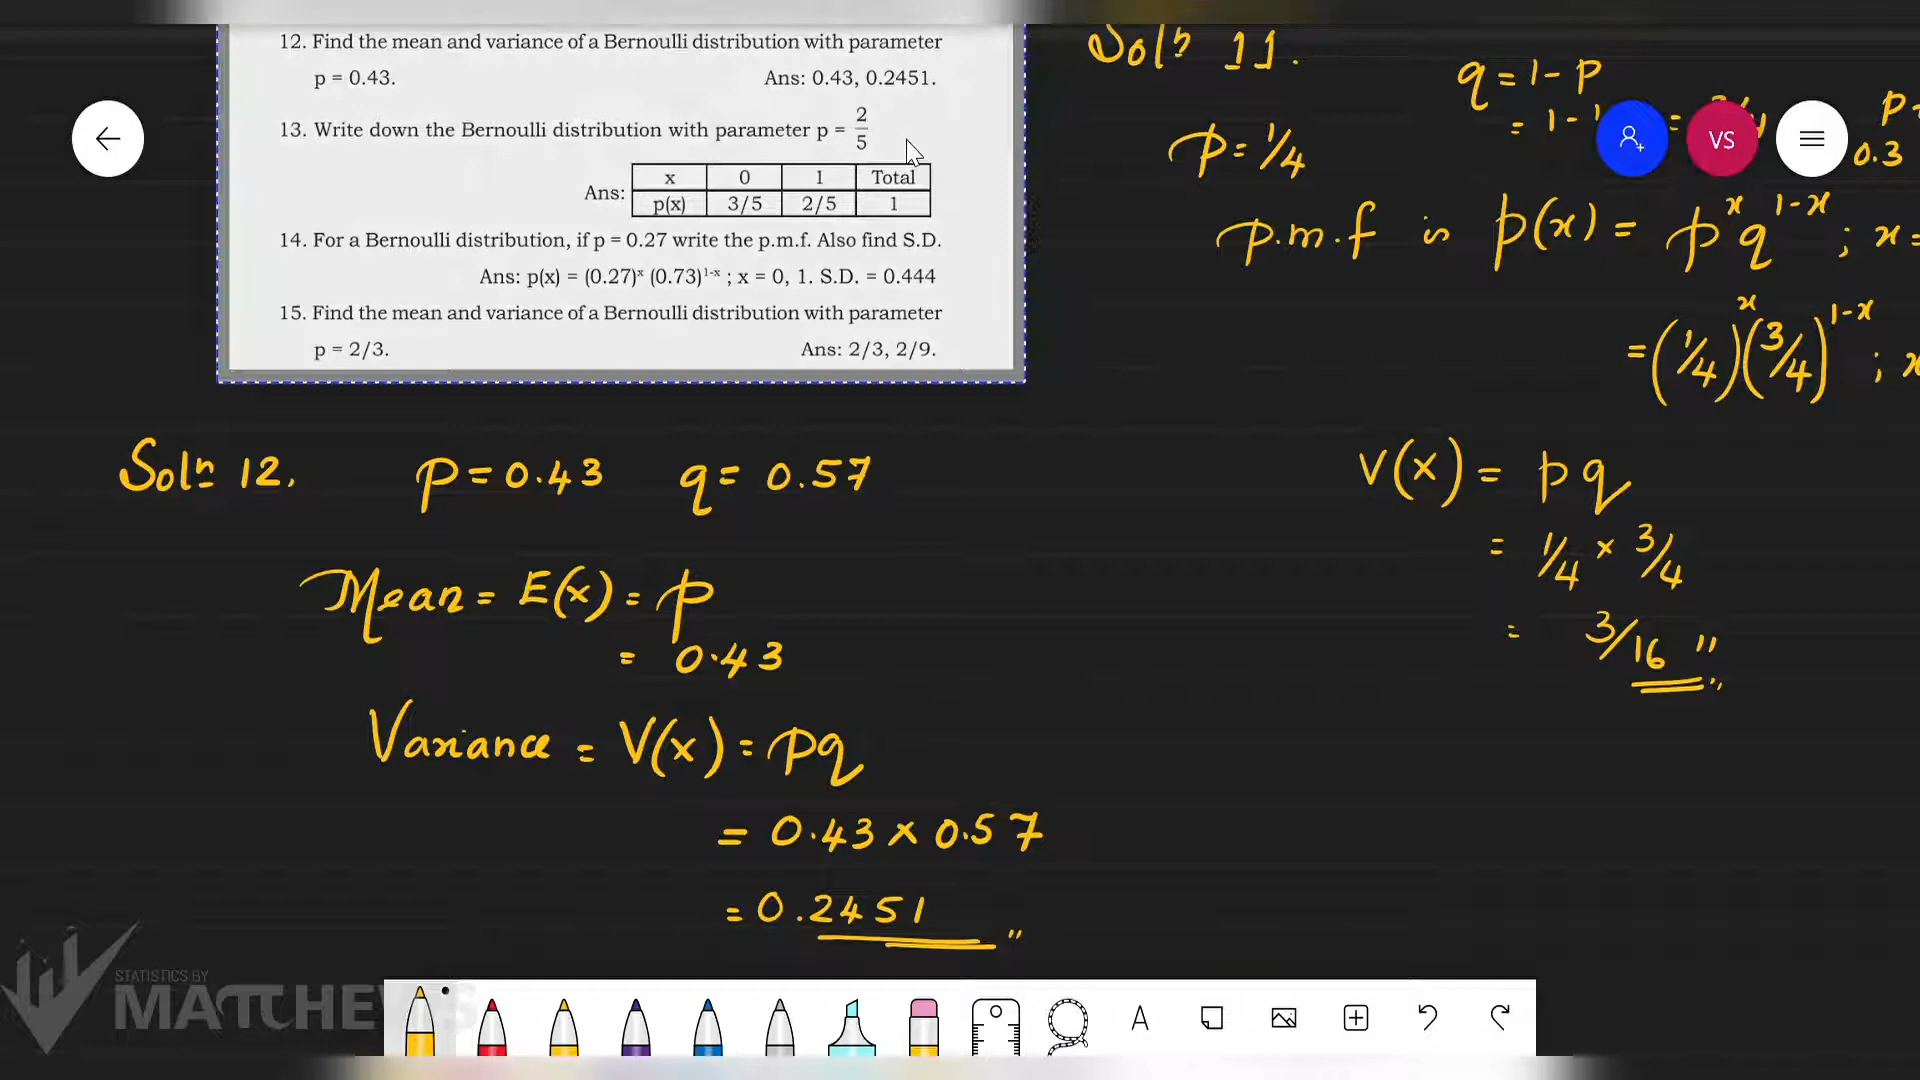 12. Find the mean and variance of a Bernoulli distribution with parameter
p = 0.43. Ans: 0.43, 0.2451.
13. Write down the Bernoulli distribution with parameter p = 2/5
Ans:
x 0 1 Total
p(x) 3/5 2/5 1
14. For a Bernoulli distribution, if p = 0.27 write the p.m.f. Also find S.D.
Ans: p(x) = (0.27)ˣ (0.73)¹⁻ˣ ; x = 0, 1. S.D. = 0.444
15. Find the mean and variance of a Bernoulli distribution with parameter
p = 2/3. Ans: 2/3, 2/9.
Solⁿ 11.
q = 1 - p
= 1 -
p = 1/4
0.3
VS
p.m.f is p(x) = pˣ q¹⁻ˣ ; x =
= (1/4)ˣ (3/4)¹⁻ˣ ;
V(x) = pq
= 1/4 × 3/4
= 3/16 "
Solⁿ 12. p = 0.43 q = 0.57
Mean = E(x) = p
= 0.43
Variance = V(x) = pq
= 0.43 × 0.57
= 0.2451 "
STATISTICS BY
MATTHEWS
A